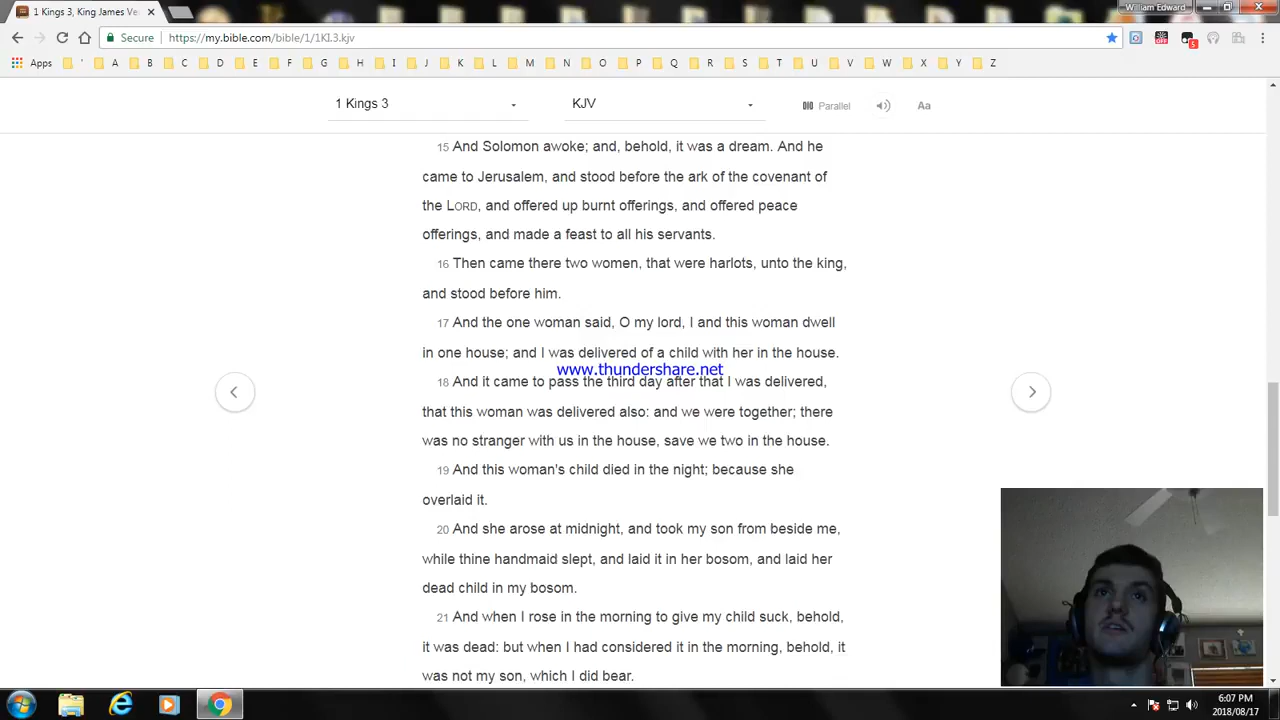 1 Kings 3, King James Ve
William Edward
Secure
https://my.bible.com/bible/1/1KI.3.kjv
OFF
5
Apps ' A B C D E F G H I J K L M N O P Q R S T U V W X Y Z
1 Kings 3
KJV
Parallel
Aa
15 And Solomon awoke; and, behold, it was a dream. And he
came to Jerusalem, and stood before the ark of the covenant of
the LORD, and offered up burnt offerings, and offered peace
offerings, and made a feast to all his servants.
16 Then came there two women, that were harlots, unto the king,
and stood before him.
17 And the one woman said, O my lord, I and this woman dwell
in one house; and I was delivered of a child with her in the house.
www.thundershare.net
18 And it came to pass the third day after that I was delivered,
that this woman was delivered also: and we were together; there
was no stranger with us in the house, save we two in the house.
19 And this woman's child died in the night; because she
overlaid it.
20 And she arose at midnight, and took my son from beside me,
while thine handmaid slept, and laid it in her bosom, and laid her
dead child in my bosom.
21 And when I rose in the morning to give my child suck, behold,
it was dead: but when I had considered it in the morning, behold, it
was not my son, which I did bear.
6:07 PM
2018/08/17